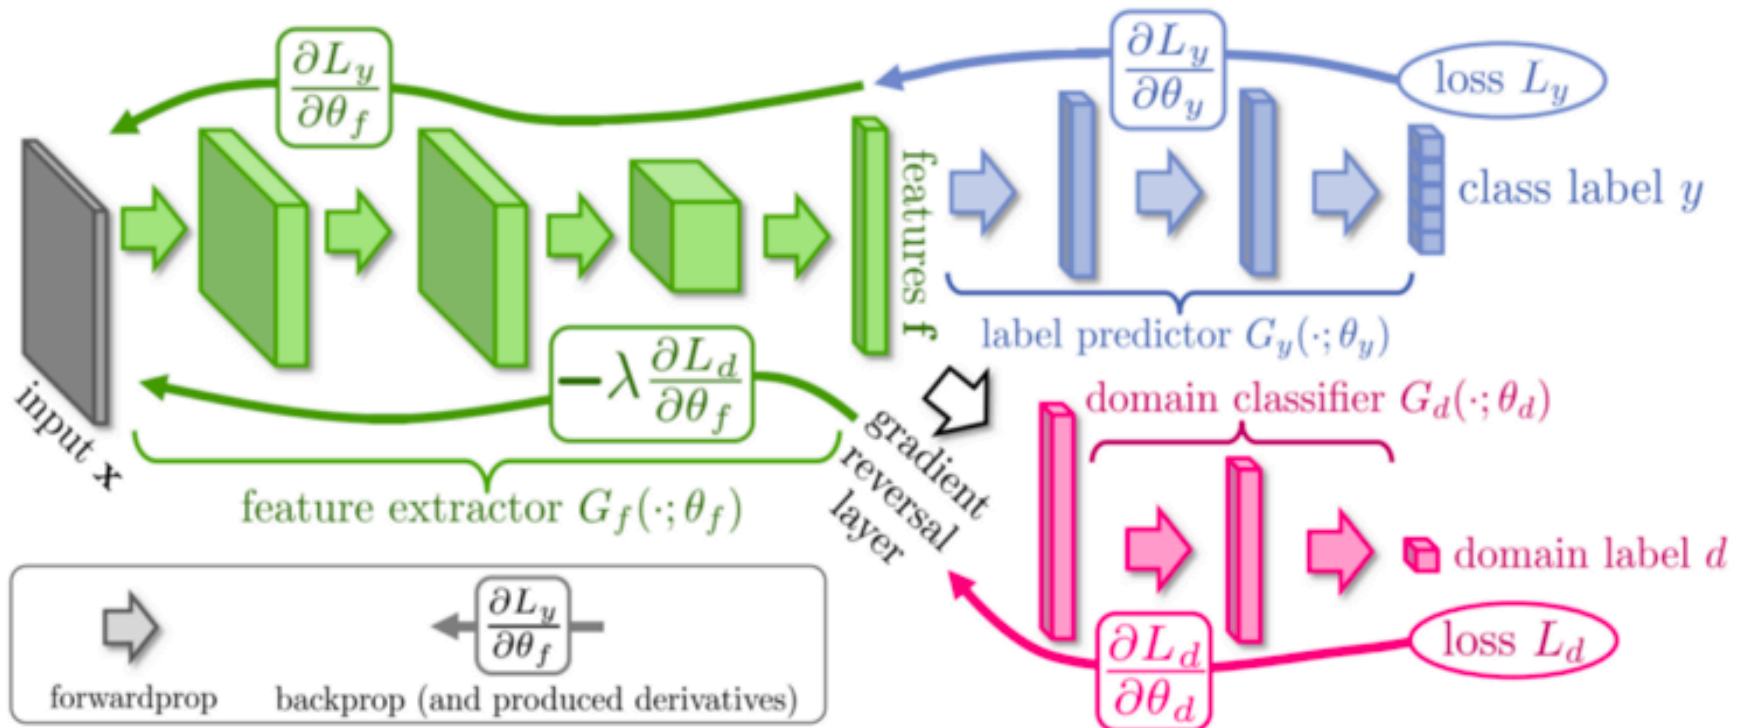 ∂L_y/∂θ_f
∂L_y/∂θ_y
loss L_y
features f
class label y
label predictor G_y(·; θ_y)
input x
−λ ∂L_d/∂θ_f
gradient
reversal
layer
feature extractor G_f(·; θ_f)
domain classifier G_d(·; θ_d)
domain label d
loss L_d
∂L_d/∂θ_d
forwardprop
∂L_y/∂θ_f
backprop (and produced derivatives)